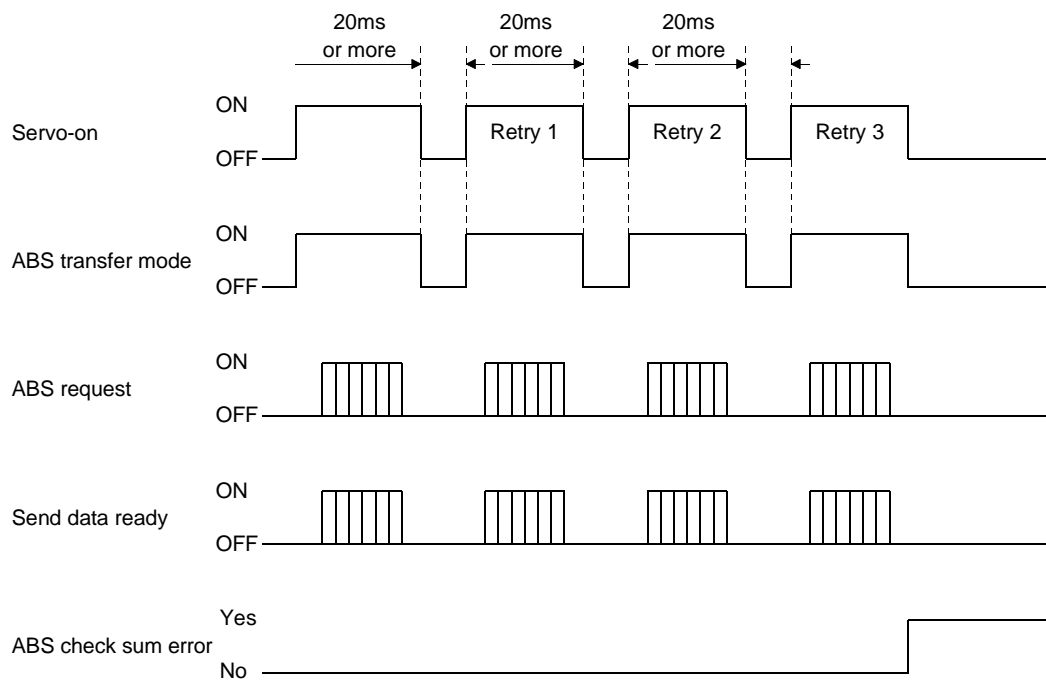 20ms
or more
20ms
or more
20ms
or more
Servo-on
ON
OFF
Retry 1
Retry 2
Retry 3
ABS transfer mode
ON
OFF
ABS request
ON
OFF
Send data ready
ON
OFF
ABS check sum error
Yes
No